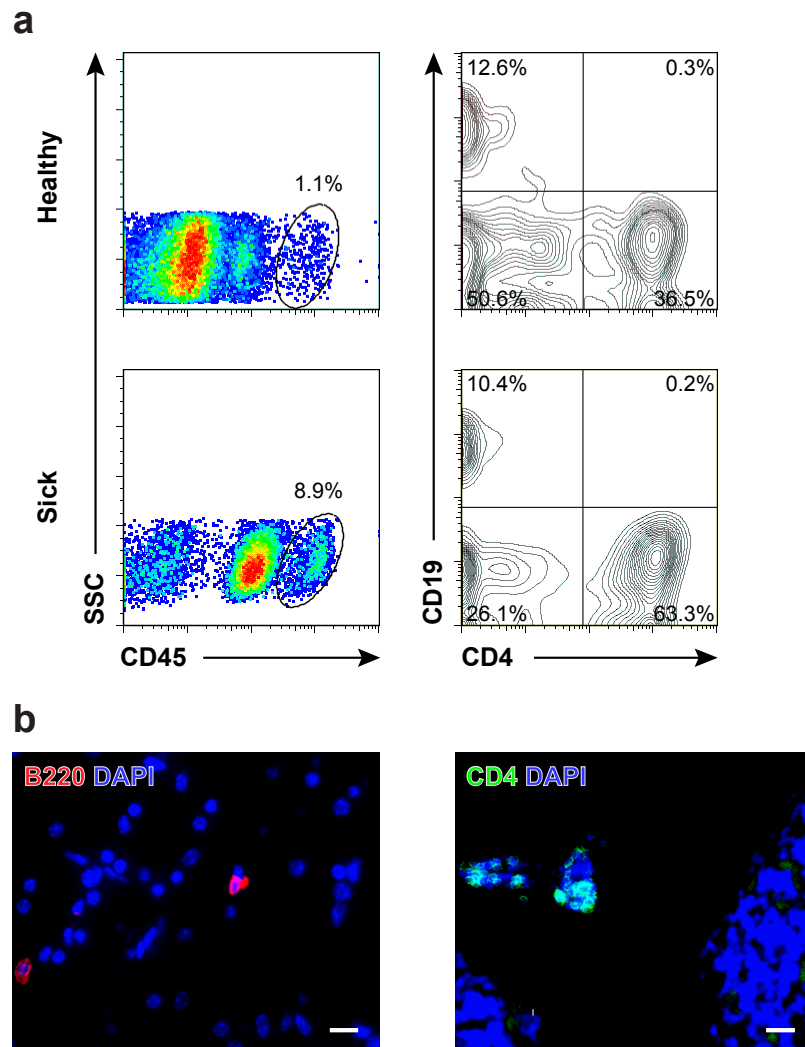 a
Healthy
1.1%
12.6% 0.3%
50.6% 36.5%
Sick
8.9%
10.4% 0.2%
26.1% 63.3%
SSC
CD45
CD19
CD4
b
B220 DAPI
CD4 DAPI